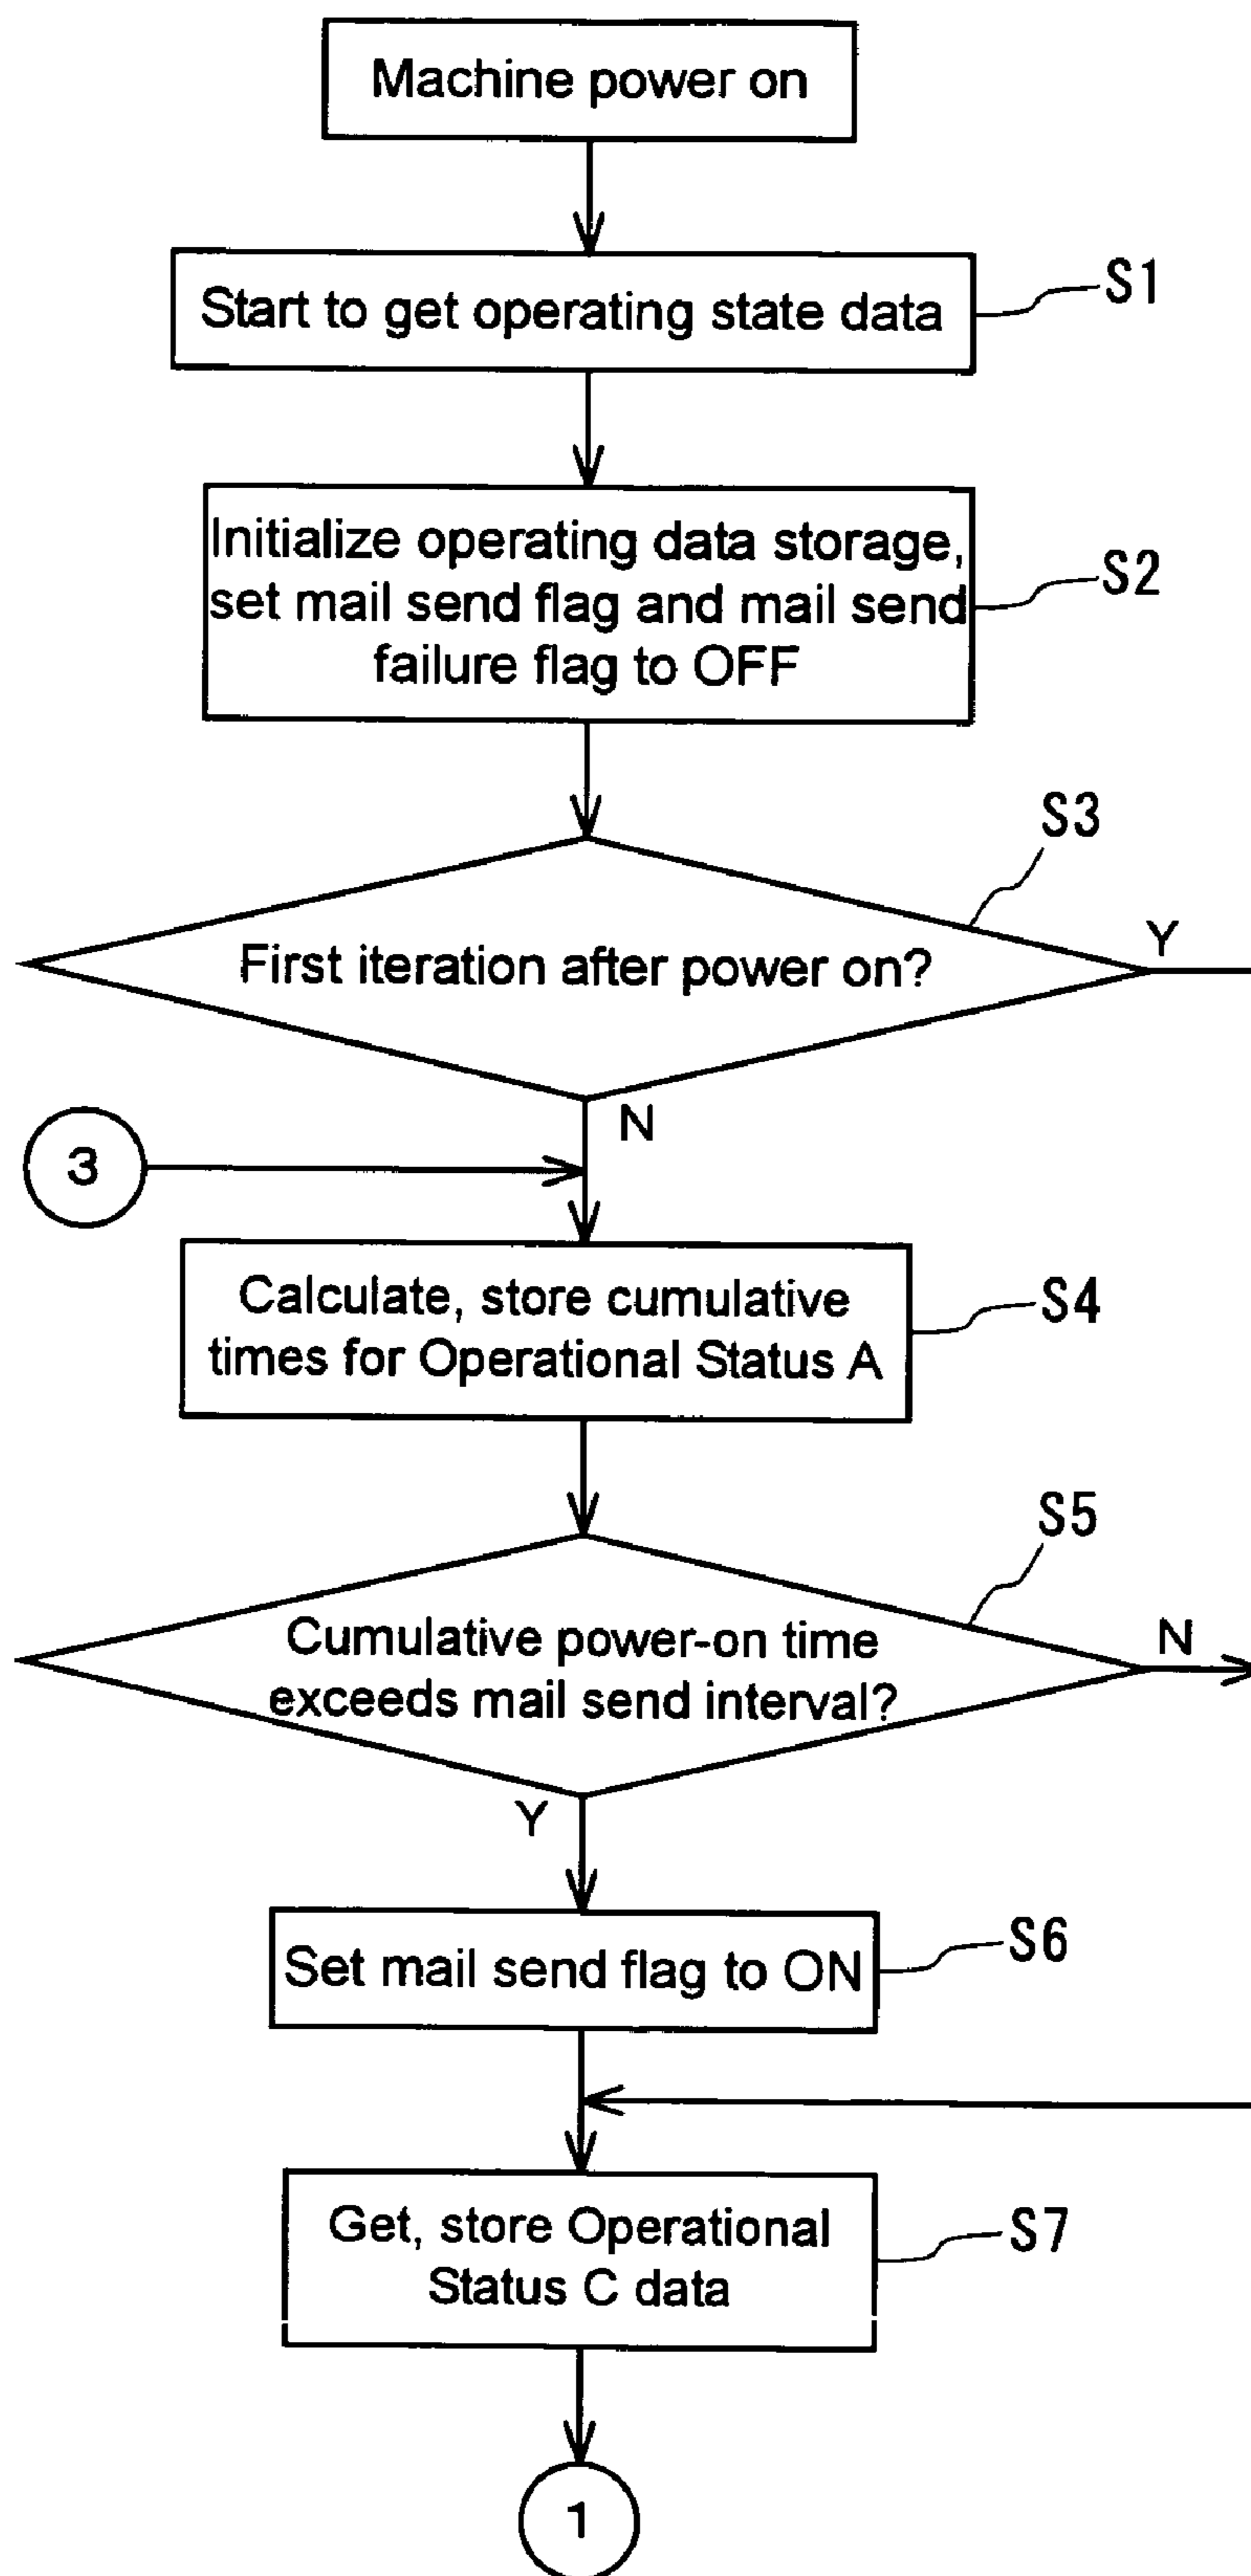 Machine power on
Start to get operating state data
S1
Initialize operating data storage,
set mail send flag and mail send
failure flag to OFF
S2
S3
First iteration after power on?
Y
N
3
Calculate, store cumulative
times for Operational Status A
S4
S5
Cumulative power-on time
exceeds mail send interval?
N
Y
Set mail send flag to ON
S6
Get, store Operational
Status C data
S7
1